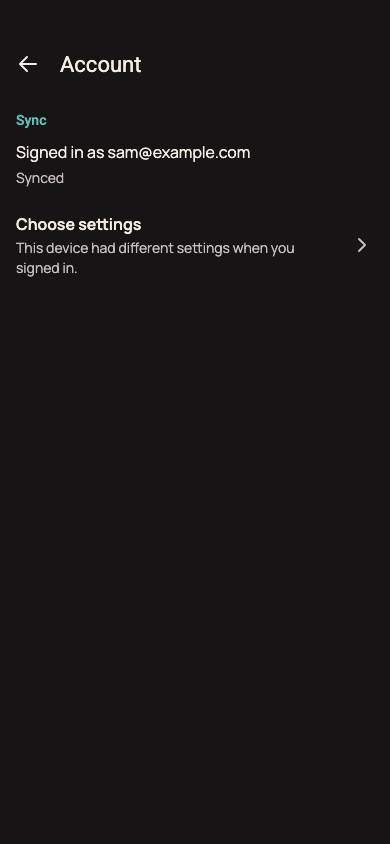 Account
Sync
Signed in as sam@example.com
Synced
Choose settings
This device had different settings when you
signed in.